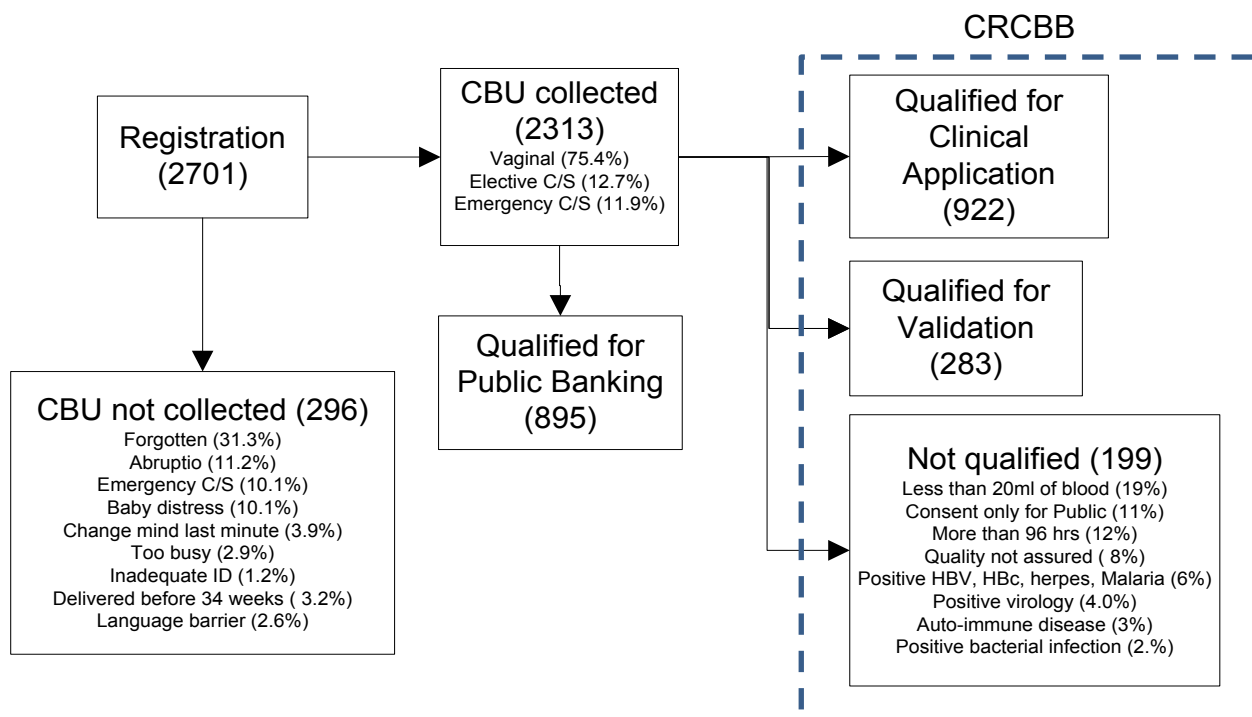 CRCBB
Registration
(2701)
CBU collected
(2313)
Vaginal (75.4%)
Elective C/S (12.7%)
Emergency C/S (11.9%)
Qualified for
Clinical
Application
(922)
Qualified for
Validation
(283)
Qualified for
Public Banking
(895)
CBU not collected (296)
Forgotten (31.3%)
Abruptio (11.2%)
Emergency C/S (10.1%)
Baby distress (10.1%)
Change mind last minute (3.9%)
Too busy (2.9%)
Inadequate ID (1.2%)
Delivered before 34 weeks ( 3.2%)
Language barrier (2.6%)
Not qualified (199)
Less than 20ml of blood (19%)
Consent only for Public (11%)
More than 96 hrs (12%)
Quality not assured ( 8%)
Positive HBV, HBc, herpes, Malaria (6%)
Positive virology (4.0%)
Auto-immune disease (3%)
Positive bacterial infection (2.%)